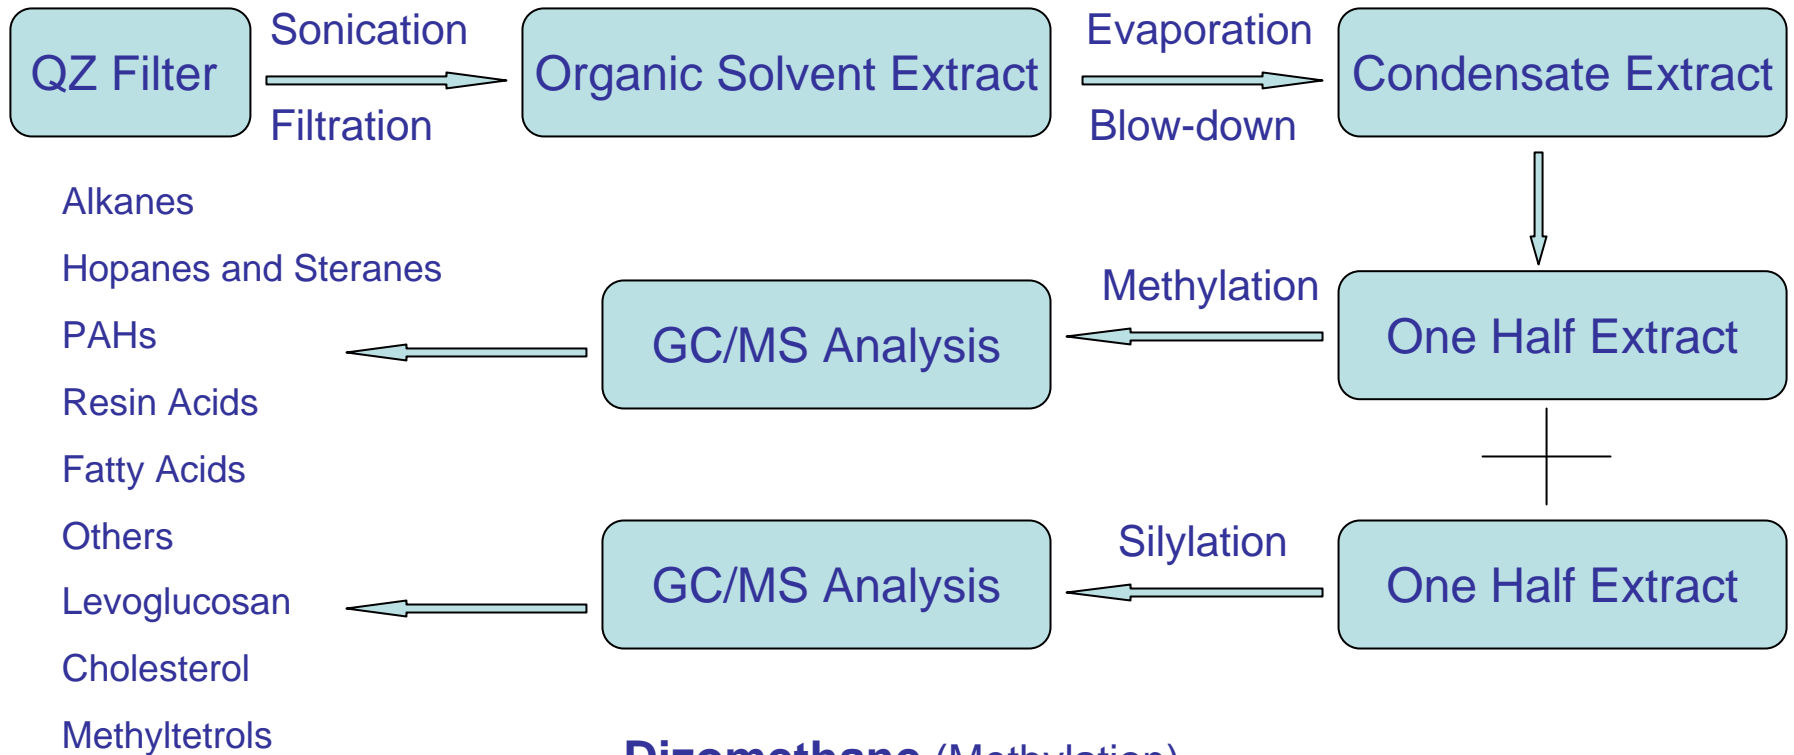 QZ Filter
Sonication
Filtration
Organic Solvent Extract
Evaporation
Blow-down
Condensate Extract
Alkanes
Hopanes and Steranes
PAHs
Resin Acids
Fatty Acids
Others
Levoglucosan
Cholesterol
Methyltetrols
GC/MS Analysis
Methylation
One Half Extract
GC/MS Analysis
Silylation
One Half Extract
Dizomethane (Methylation)